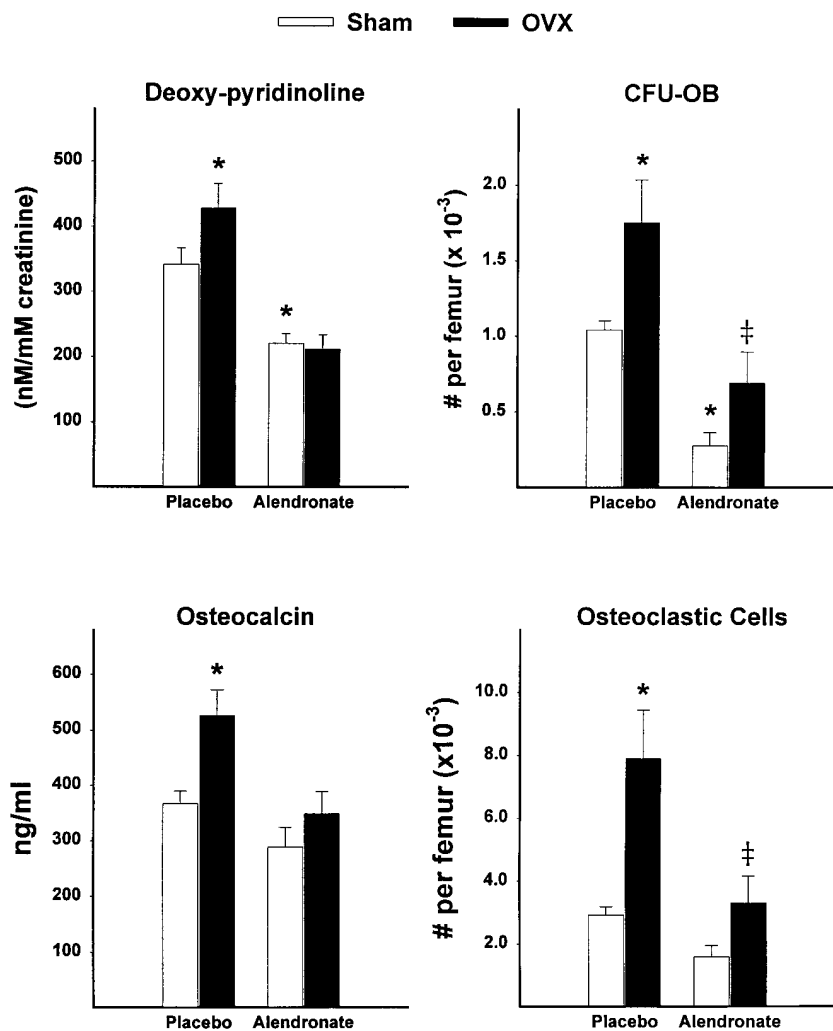 Sham OVX
Deoxy-pyridinoline
(nM/mM creatinine)
500
400
300
200
100
*
*
Placebo Alendronate
CFU-OB
# per femur (x 10⁻³)
2.0
1.5
1.0
0.5
*
*
‡
Placebo Alendronate
Osteocalcin
ng/ml
600
500
400
300
200
100
*
Placebo Alendronate
Osteoclastic Cells
# per femur (x10⁻³)
10.0
8.0
6.0
4.0
2.0
*
‡
Placebo Alendronate